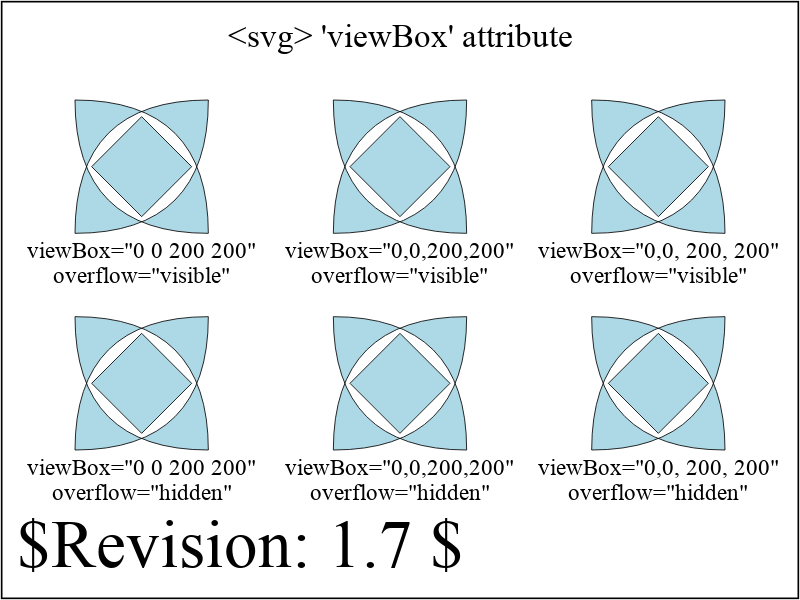 <svg> 'viewBox' attribute
viewBox="0 0 200 200" viewBox="0,0,200,200" viewBox="0,0, 200, 200"
overflow="visible" overflow="visible" overflow="visible"
viewBox="0 0 200 200" viewBox="0,0,200,200" viewBox="0,0, 200, 200"
overflow="hidden" overflow="hidden" overflow="hidden"
$Revision: 1.7 $